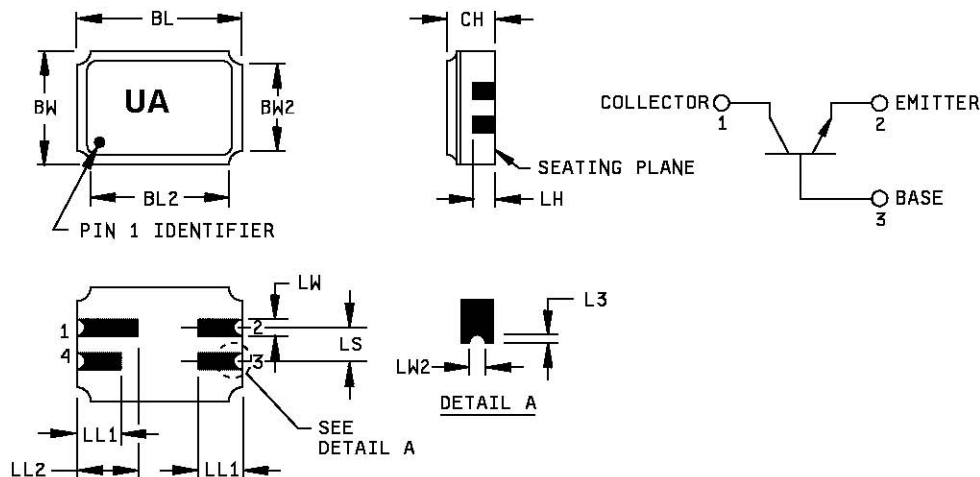 BL
CH
BW
UA
BW2
COLLECTOR
1
EMITTER
2
SEATING PLANE
BL2
LH
BASE
3
PIN 1 IDENTIFIER
LW
L3
1
2
LS
4
3
LW2
DETAIL A
SEE
DETAIL A
LL1
LL2
LL1